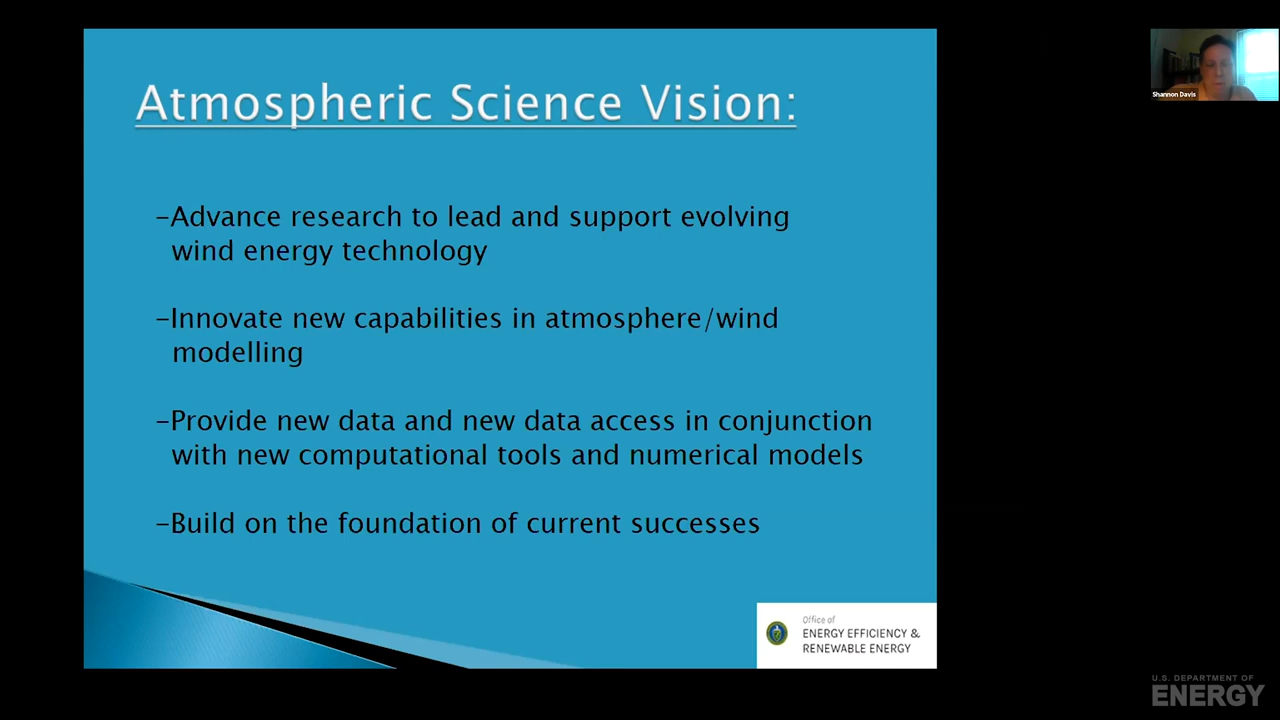 Atmospheric Science Vision:
-Advance research to lead and support evolving
wind energy technology
-Innovate new capabilities in atmosphere/wind
modelling
-Provide new data and new data access in conjunction
with new computational tools and numerical models
-Build on the foundation of current successes
Office of
ENERGY EFFICIENCY &
RENEWABLE ENERGY
Shannon Davis
U.S. DEPARTMENT OF
ENERGY